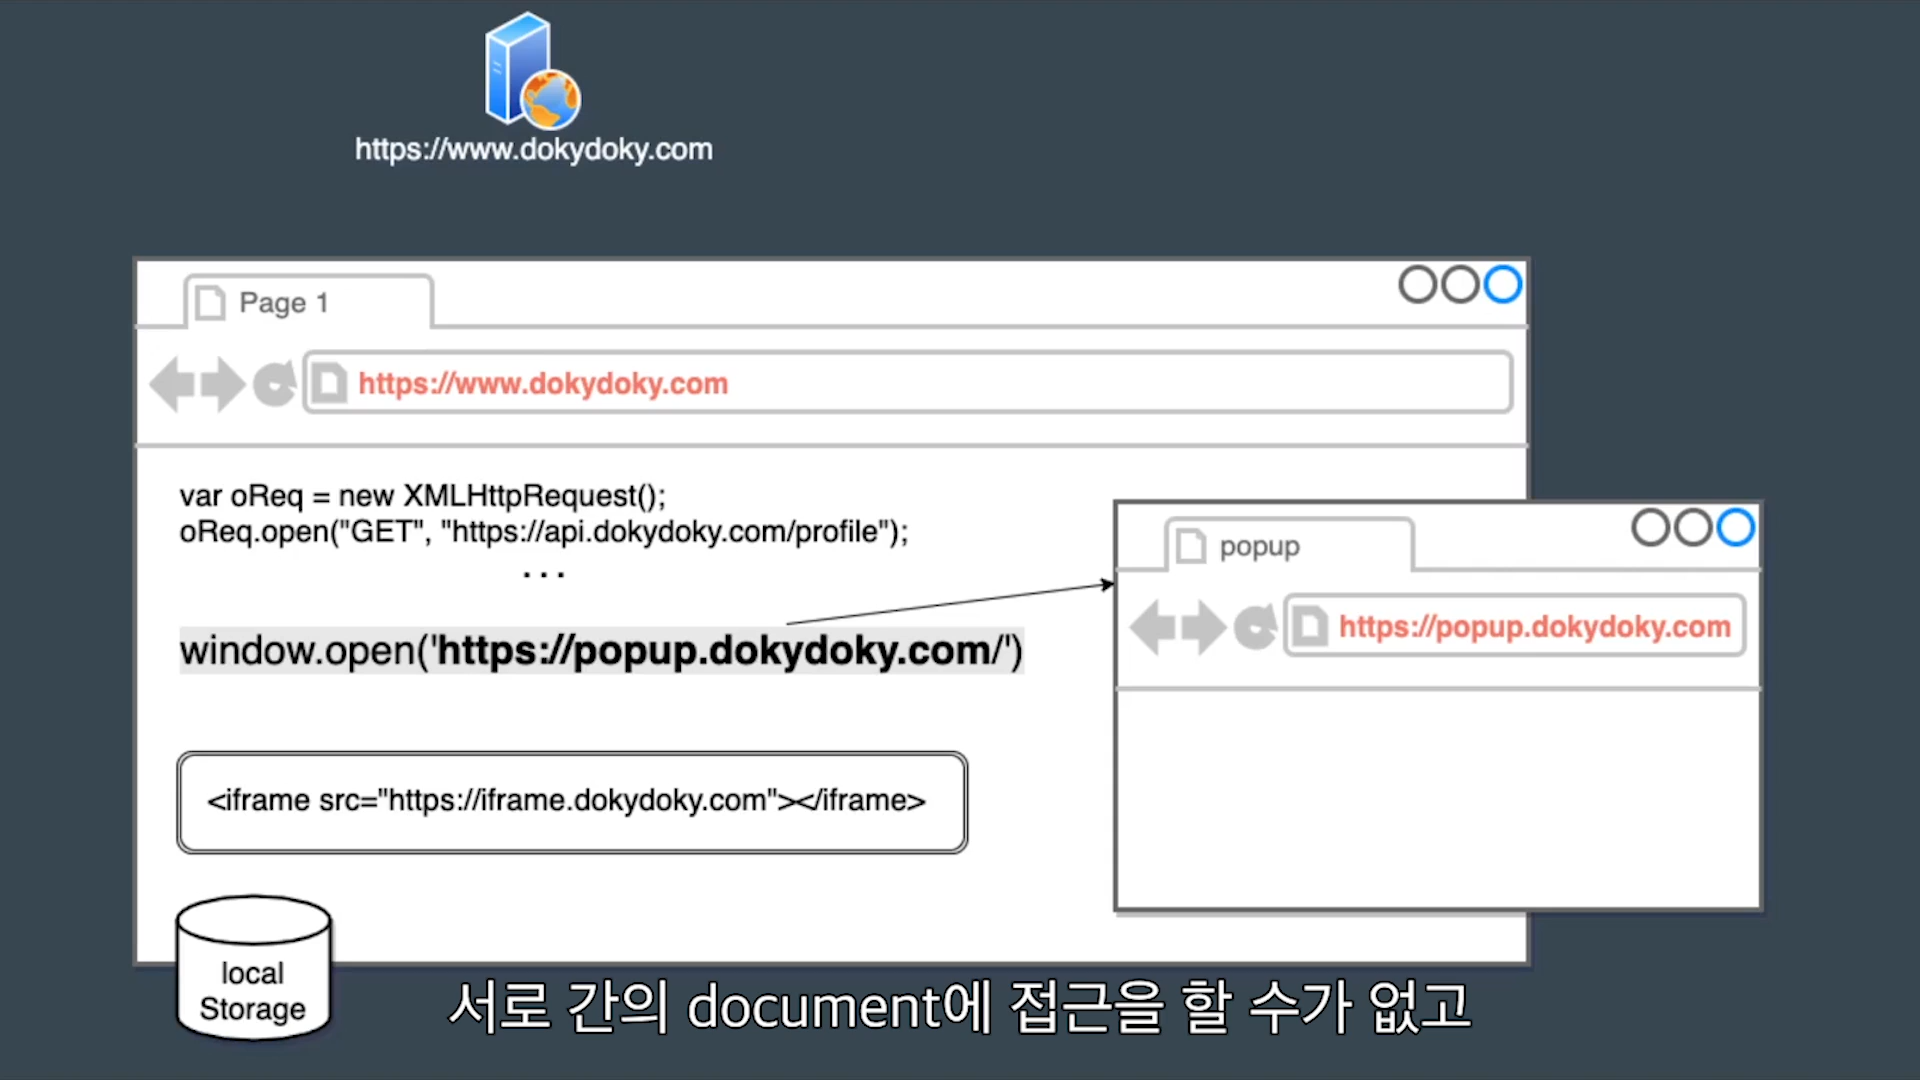 https://www.dokydoky.com
Page 1
https://www.dokydoky.com
var oReq = new XMLHttpRequest();
oReq.open("GET", "https://api.dokydoky.com/profile");
...
window.open('https://popup.dokydoky.com/')
popup
https://popup.dokydoky.com
<iframe src="https://iframe.dokydoky.com"></iframe>
local
Storage
서로 간의 document에 접근을 할 수가 없고